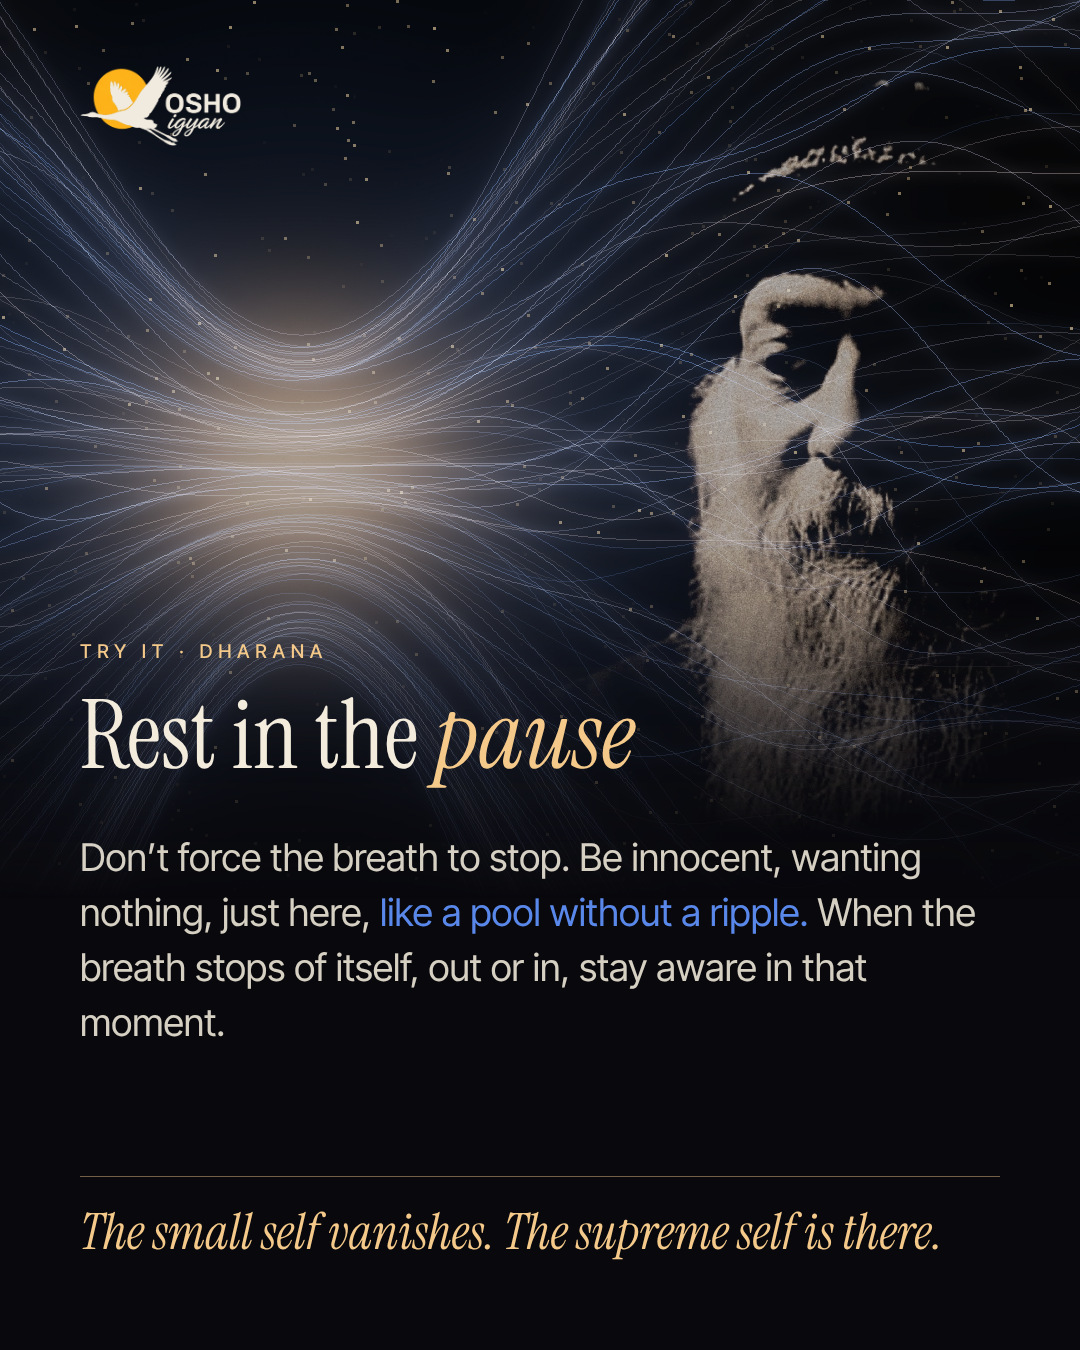 OSHO
igyan
TRY IT · DHARANA
Rest in the pause
Don’t force the breath to stop. Be innocent, wanting
nothing, just here, like a pool without a ripple. When the
breath stops of itself, out or in, stay aware in that
moment.
The small self vanishes. The supreme self is there.